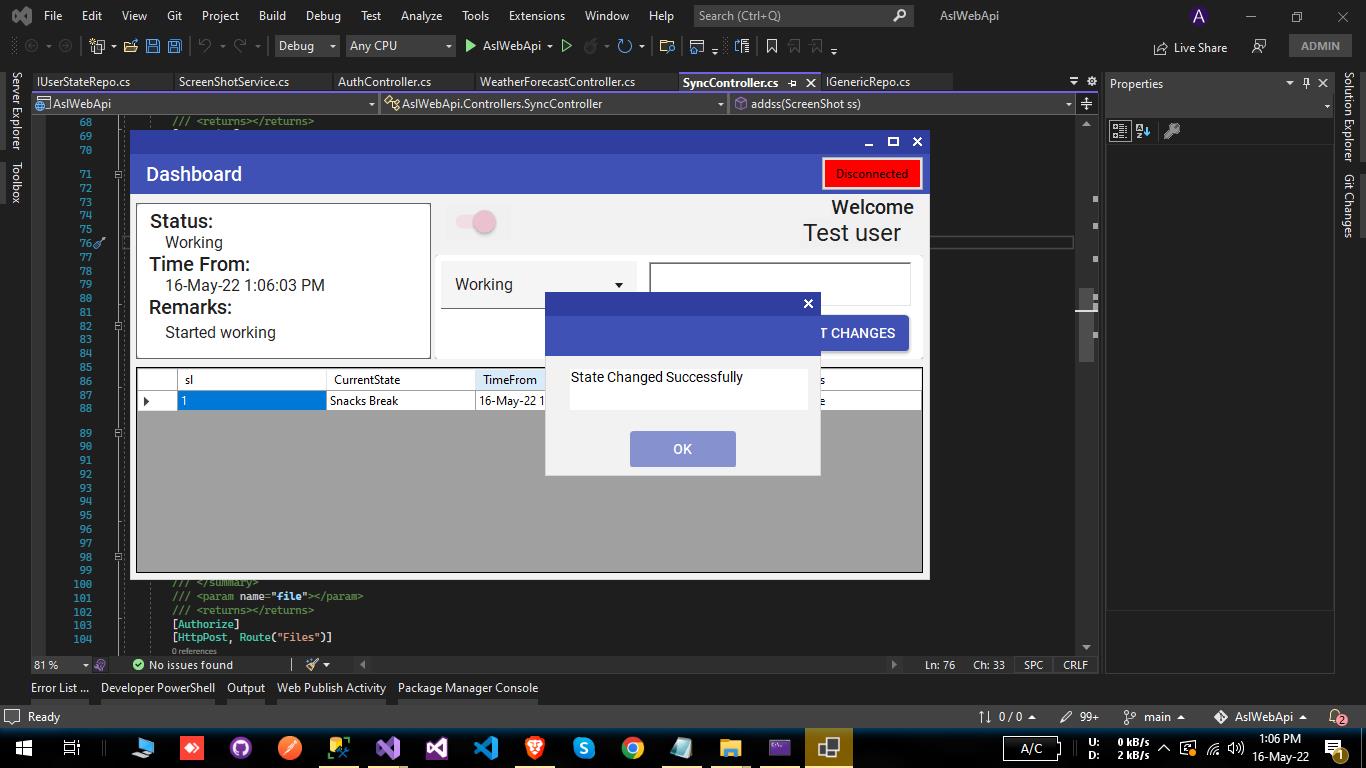 File Edit View Git Project Build Debug Test Analyze Tools Extensions Window Help Search (Ctrl+Q) AslWebApi A
Debug Any CPU AslWebApi Live Share ADMIN
IUserStateRepo.cs ScreenShotService.cs AuthController.cs WeatherForecastController.cs SyncController.cs IGenericRepo.cs
AslWebApi AslWebApi.Controllers.SyncController addss(ScreenShot ss)
Server Explorer
Toolbox
Properties
Solution Explorer
Git Changes
68 /// <returns></returns>
69
70
71
72
73
74
75
76
77
78
79
80
81
82
83
84
85
86
87
88
89
90
91
92
93
94
95
96
97
98
99
100 /// </summary>
101 /// <param name="file"></param>
102 /// <returns></returns>
103 [Authorize]
104 [HttpPost, Route("Files")]
0 references
Dashboard Disconnected
Status:
Working
Time From:
16-May-22 1:06:03 PM
Remarks:
Started working
Welcome
Test user
Working
T CHANGES
State Changed Successfully
OK
sl CurrentState TimeFrom s
1 Snacks Break 16-May-22 1 e
81 % No issues found Ln: 76 Ch: 33 SPC CRLF
Error List ... Developer PowerShell Output Web Publish Activity Package Manager Console
Ready 0 / 0 99+ main AslWebApi 2
A/C U: 0 kB/s 1:06 PM
D: 2 kB/s 16-May-22 1